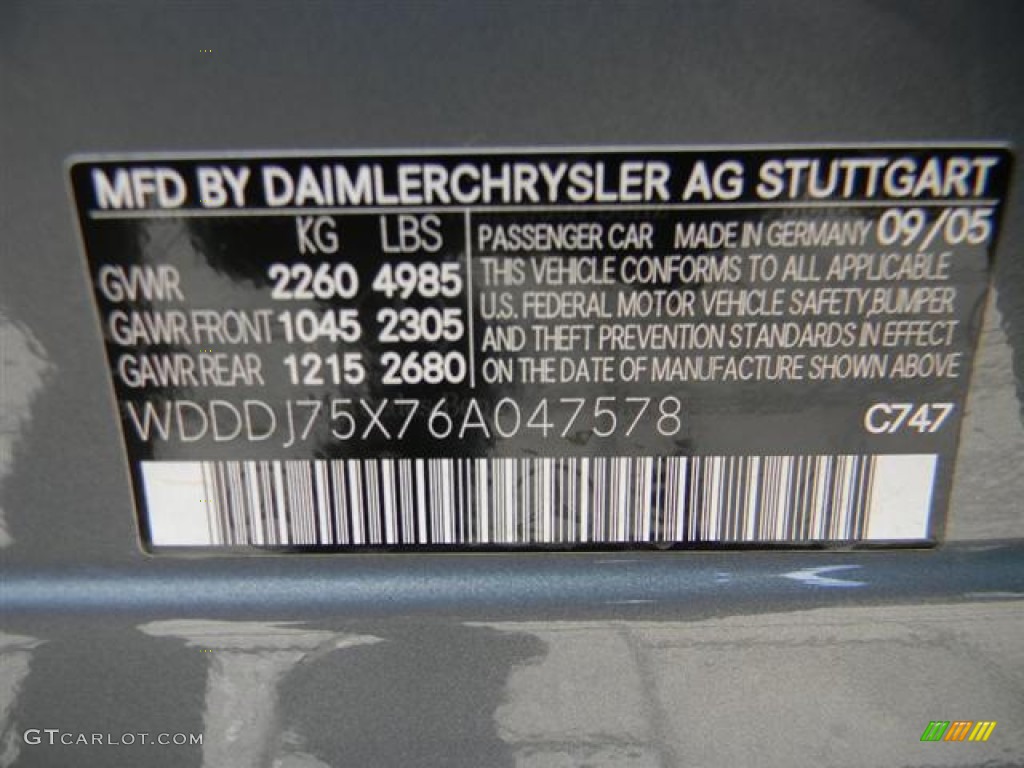 MFD BY DAIMLERCHRYSLER AG STUTTGART
KG LBS
GVWR 2260 4985
GAWR FRONT 1045 2305
GAWR REAR 1215 2680
PASSENGER CAR MADE IN GERMANY 09/05
THIS VEHICLE CONFORMS TO ALL APPLICABLE
U.S. FEDERAL MOTOR VEHICLE SAFETY, BUMPER
AND THEFT PREVENTION STANDARDS IN EFFECT
ON THE DATE OF MANUFACTURE SHOWN ABOVE
WDDDJ75X76A047578 C747
GTCARLOT.COM